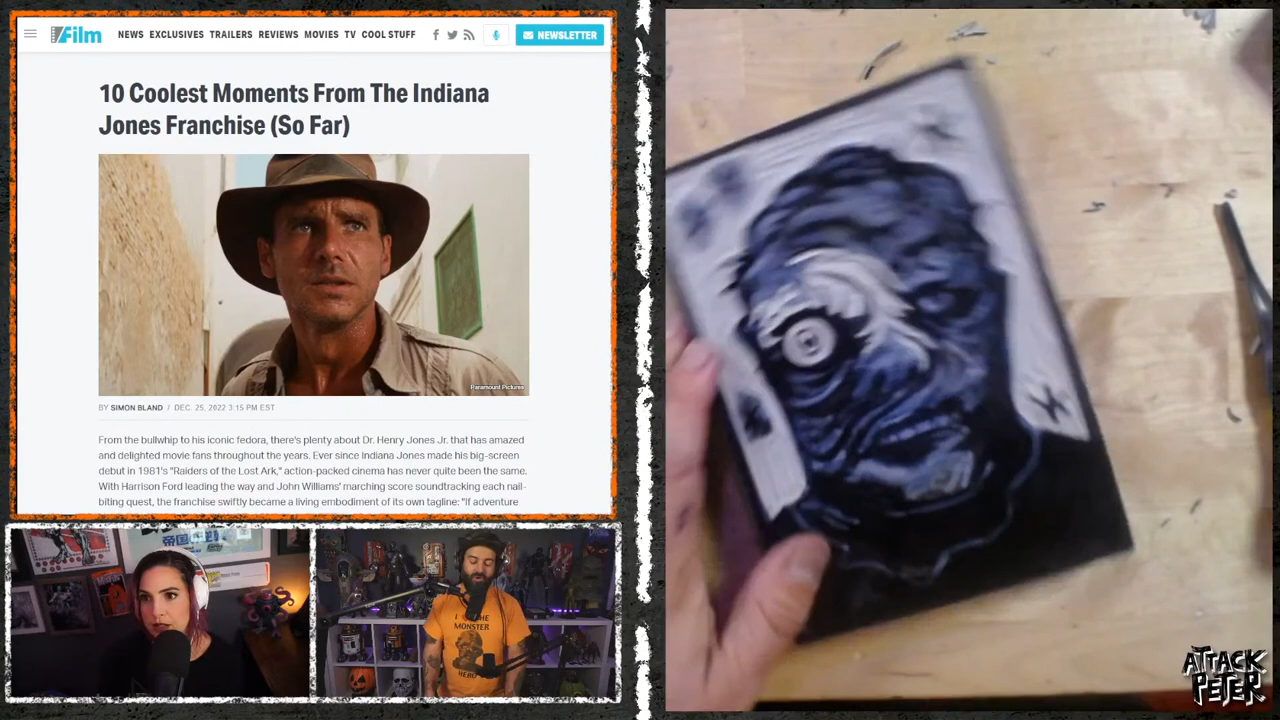 /Film
NEWS EXCLUSIVES TRAILERS REVIEWS MOVIES TV COOL STUFF
NEWSLETTER
10 Coolest Moments From The Indiana
Jones Franchise (So Far)
Paramount Pictures
BY SIMON BLAND / DEC. 25, 2022 3:15 PM EST
From the bullwhip to his iconic fedora, there's plenty about Dr. Henry Jones Jr. that has amazed
and delighted movie fans throughout the years. Ever since Indiana Jones made his big-screen
debut in 1981's "Raiders of the Lost Ark," action-packed cinema has never quite been the same.
With Harrison Ford leading the way and John Williams' marching score soundtracking each nail-
biting quest, the franchise swiftly became a living embodiment of its own tagline: "If adventure
帝国
MONSTER
ATTACK
PETER